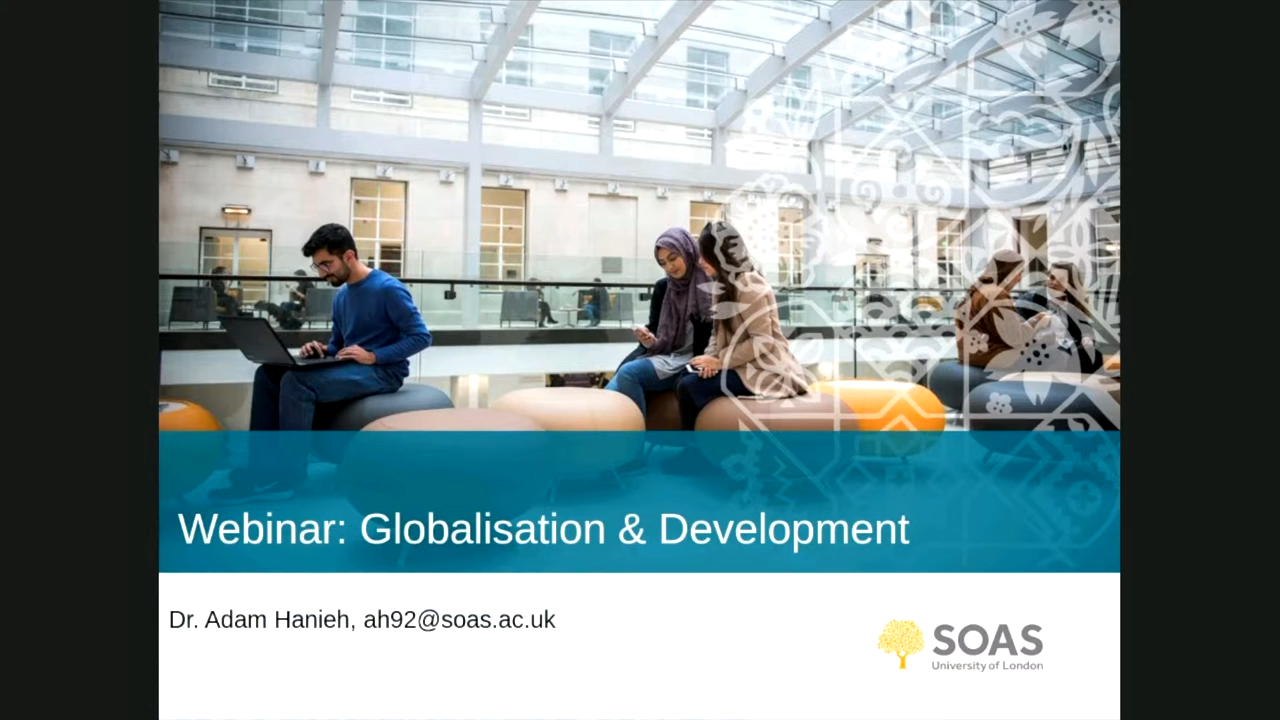 Webinar: Globalisation & Development
Dr. Adam Hanieh, ah92@soas.ac.uk
SOAS
University of London